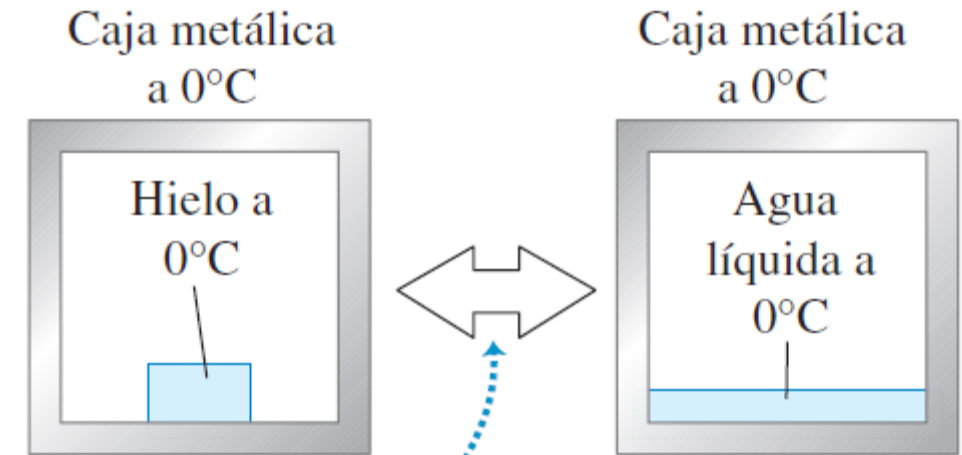 Caja metálica
a 0°C
Hielo a
0°C
Caja metálica
a 0°C
Agua
líquida a
0°C